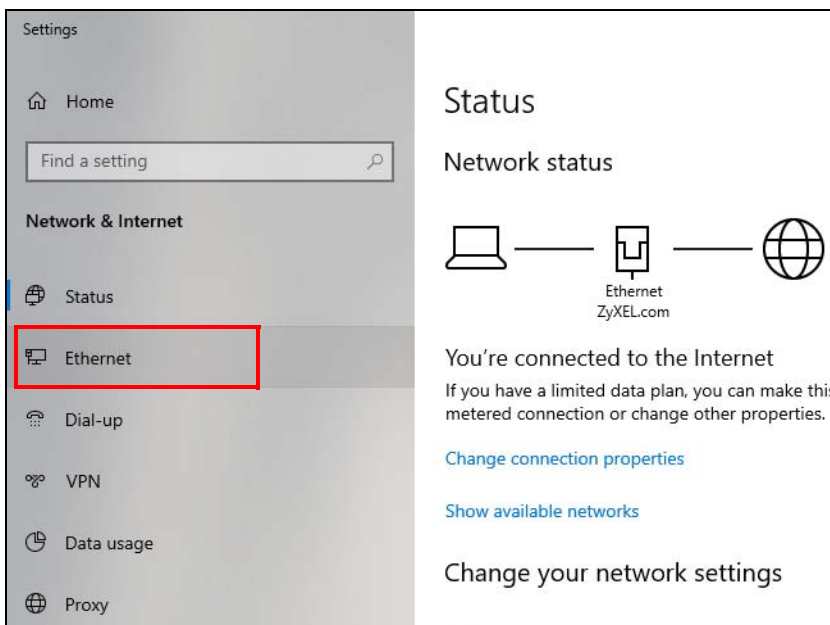 Settings
Home
Find a setting
Network & Internet
Status
Ethernet
Dial-up
VPN
Data usage
Proxy
Status
Network status
Ethernet
ZyXEL.com
You're connected to the Internet
If you have a limited data plan, you can make this
metered connection or change other properties.
Change connection properties
Show available networks
Change your network settings